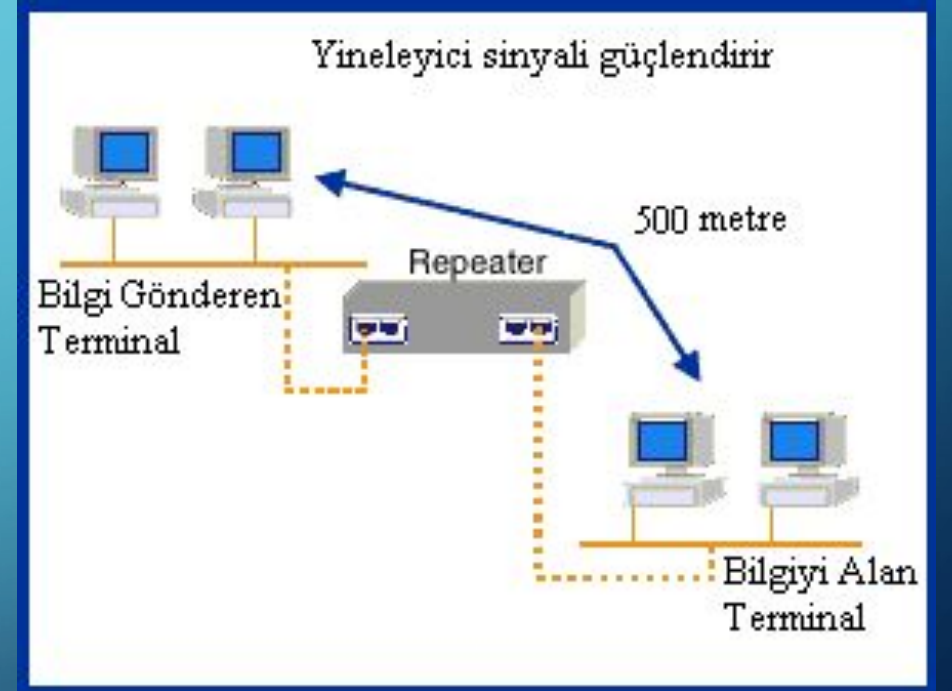 Yineleyici sinyali güçlendirir
500 metre
Repeater
Bilgi Gönderen
Terminal
Bilgiyi Alan
Terminal